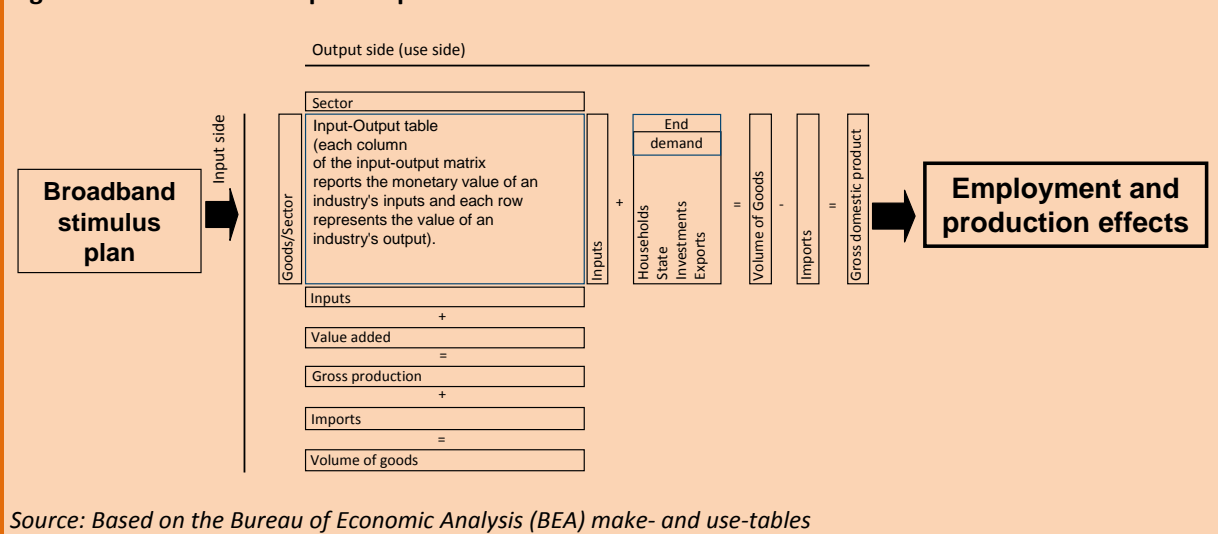 Output side (use side)
Sector
Input side
Broadband
stimulus
plan
Goods/Sector
Input-Output table
(each column
of the input-output matrix
reports the monetary value of an
industry's inputs and each row
represents the value of an
industry's output).
Inputs
+
End
demand
Households
State
Investments
Exports
=
Volume of Goods
-
Imports
=
Gross domestic product
Employment and
production effects
Inputs
+
Value added
=
Gross production
+
Imports
=
Volume of goods
Source: Based on the Bureau of Economic Analysis (BEA) make- and use-tables